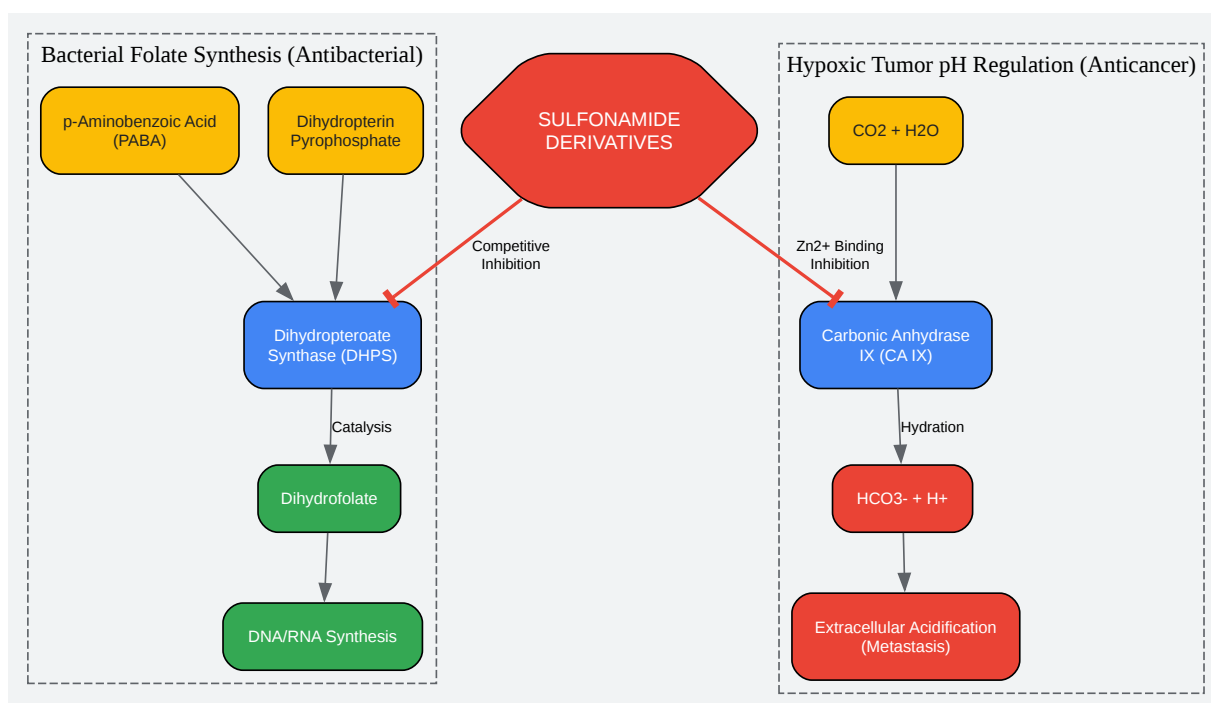 Bacterial Folate Synthesis (Antibacterial)
p-Aminobenzoic Acid
(PABA)
Dihydropterin
Pyrophosphate
SULFONAMIDE
DERIVATIVES
Competitive
Inhibition
Dihydropteroate
Synthase (DHPS)
Catalysis
Dihydrofolate
DNA/RNA Synthesis
Hypoxic Tumor pH Regulation (Anticancer)
CO2 + H2O
Zn2+ Binding
Inhibition
Carbonic Anhydrase
IX (CA IX)
Hydration
HCO3- + H+
Extracellular Acidification
(Metastasis)